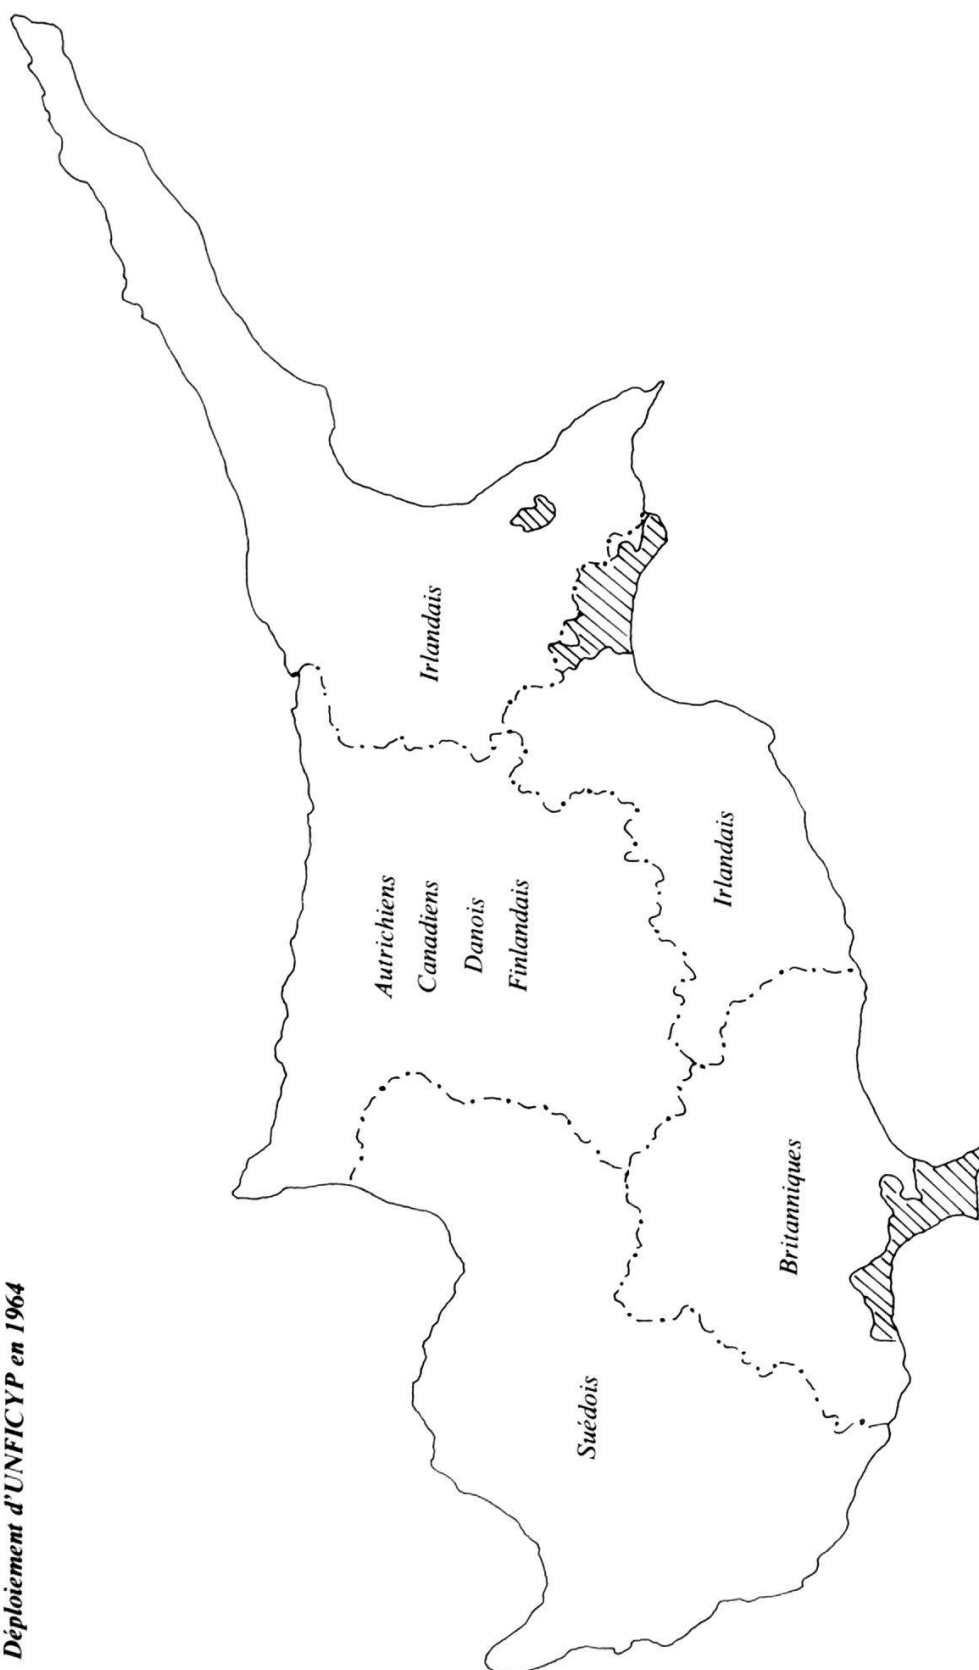 Déploiement d'UNFICYP en 1964
Suédois
Britanniques
Autrichiens
Canadiens
Danois
Finlandais
Irlandais
Irlandais